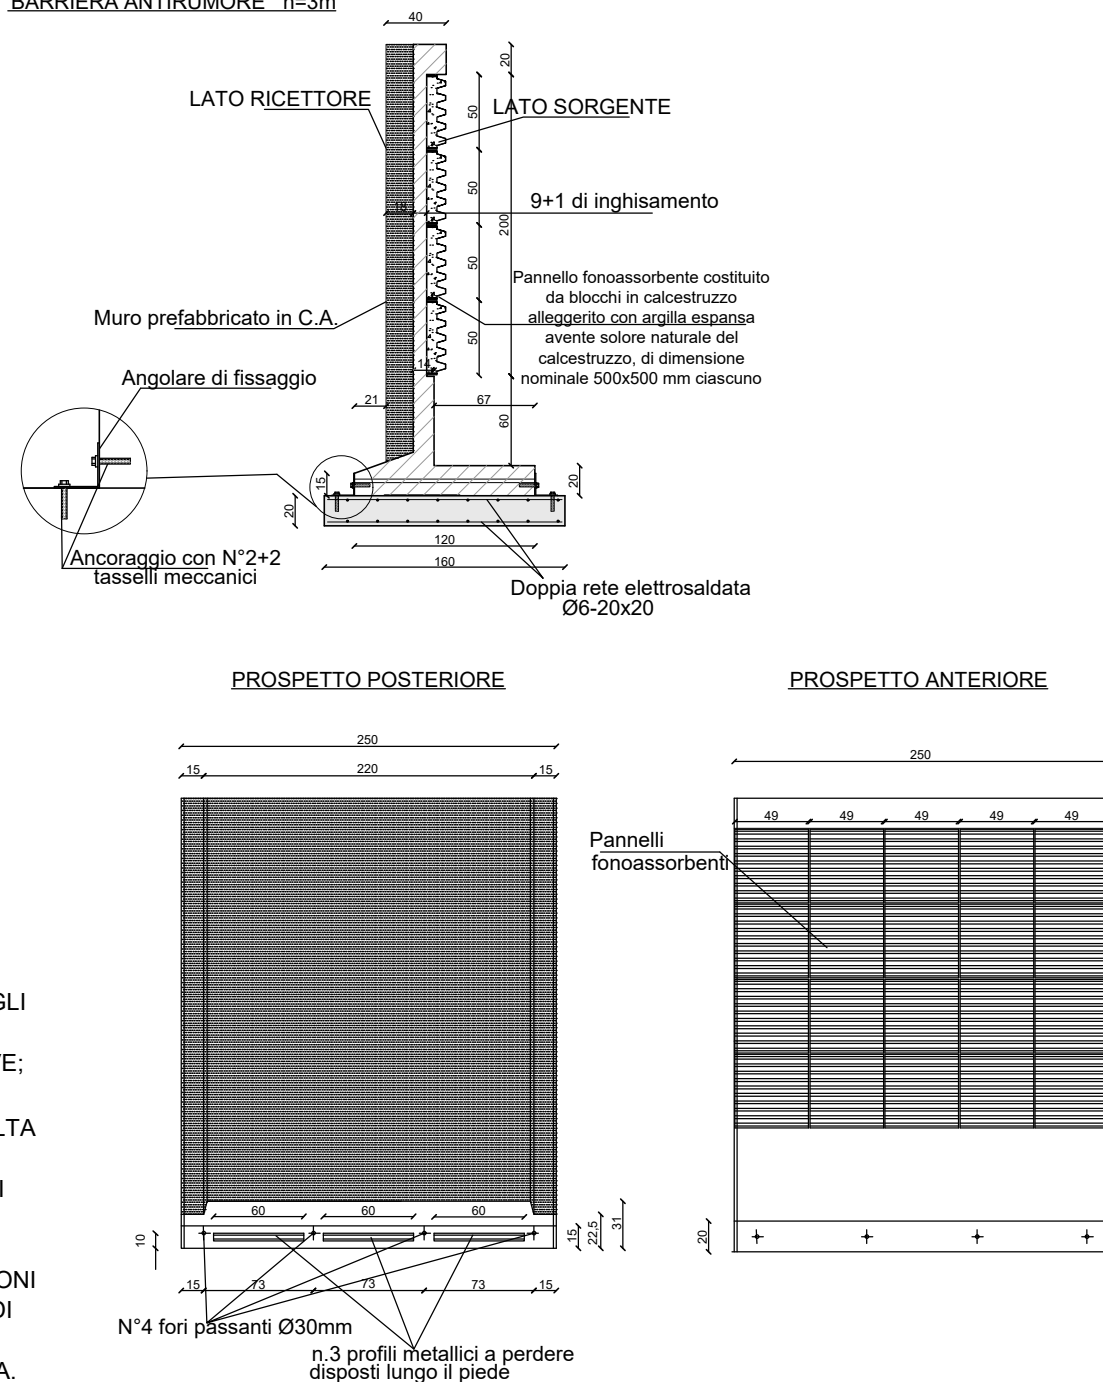 BARRIERA ANTIRUMORE h=3m
40
20
LATO RICETTORE
LATO SORGENTE
50
50
50
50
200
18
9+1 di inghisamento
Pannello fonoassorbente costituito
da blocchi in calcestruzzo
alleggerito con argilla espansa
avente solore naturale del
calcestruzzo, di dimensione
nominale 500x500 mm ciascuno
Muro prefabbricato in C.A.
14
Angolare di fissaggio
21
67
60
15
20
20
120
160
Ancoraggio con N°2+2
tasselli meccanici
Doppia rete elettrosaldata
Ø6-20x20
PROSPETTO POSTERIORE
PROSPETTO ANTERIORE
250
15
220
15
250
49
49
49
49
49
Pannelli
fonoassorbenti
GLI
E;
LTA
I
ONI
DI
A.
60
60
60
10
15
22,5
31
20
15
73
73
73
15
N°4 fori passanti Ø30mm
n.3 profili metallici a perdere
disposti lungo il piede